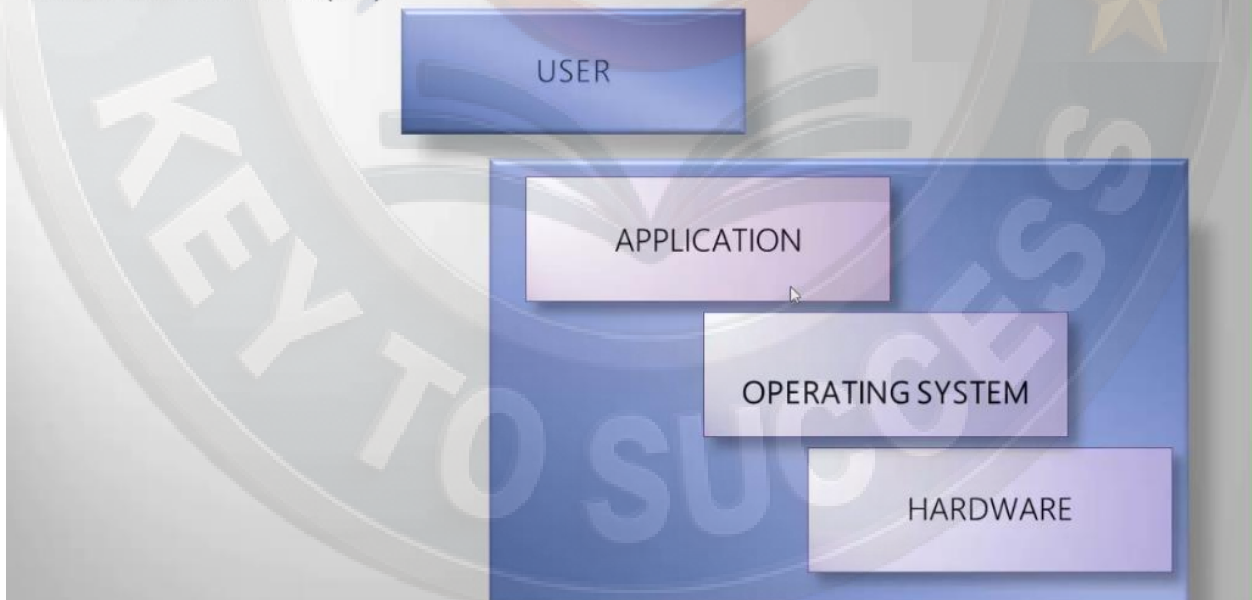 USER
APPLICATION
OPERATING SYSTEM
HARDWARE
KEY TO SUCCESS